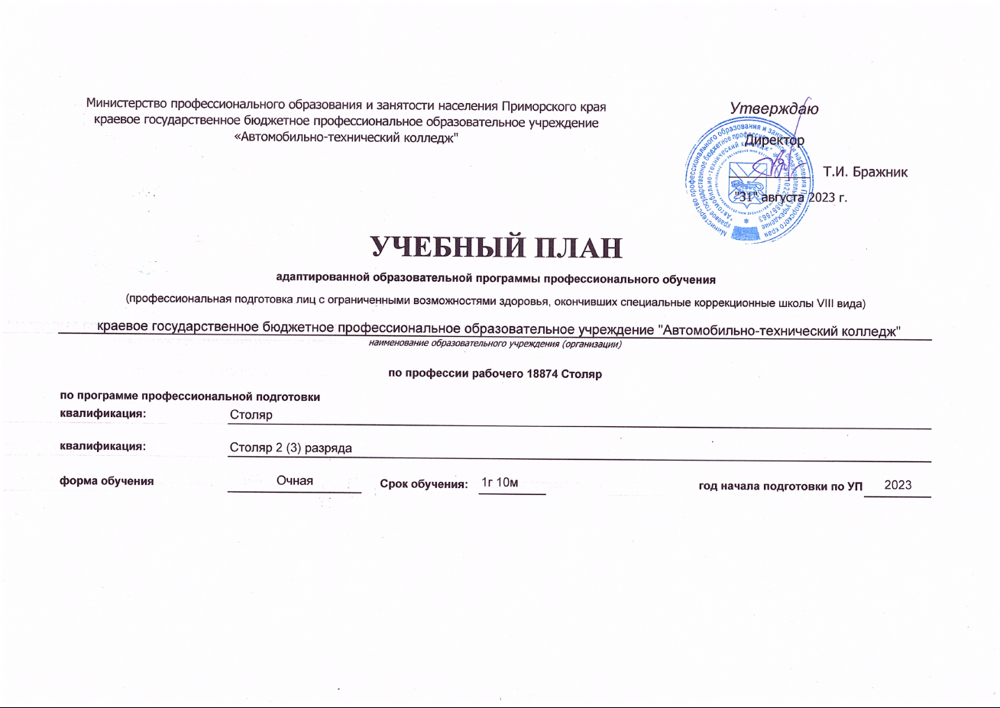 Министерство профессионального образования и занятости населения Приморского края
краевое государственное бюджетное профессиональное образовательное учреждение
«Автомобильно-технический колледж"
Утверждаю
Директор
Т.И. Бражник
"31" августа 2023 г.
УЧЕБНЫЙ ПЛАН
адаптированной образовательной программы профессионального обучения
(профессиональная подготовка лиц с ограниченными возможностями здоровья, окончивших специальные коррекционные школы VIII вида)
краевое государственное бюджетное профессиональное образовательное учреждение "Автомобильно-технический колледж"
наименование образовательного учреждения (организации)
по профессии рабочего 18874 Столяр
по программе профессиональной подготовки
квалификация: Столяр
квалификация: Столяр 2 (3) разряда
форма обучения Очная Срок обучения: 1г 10м год начала подготовки по УП 2023